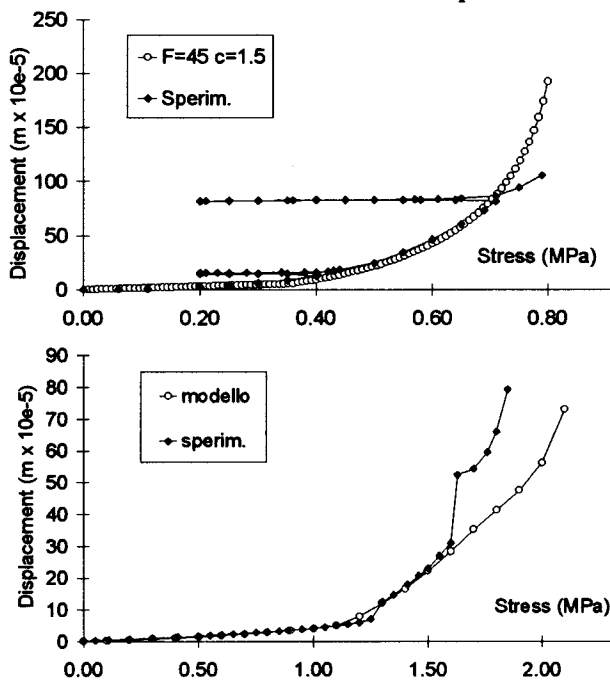 Displacement (m x 10e-5)
250
200
150
100
50
0
F=45 c=1.5
Sperim.
Stress (MPa)
0.00 0.20 0.40 0.60 0.80
Displacement (m x 10e-5)
90
80
70
60
50
40
30
20
10
0
modello
sperim.
Stress (MPa)
0.00 0.50 1.00 1.50 2.00